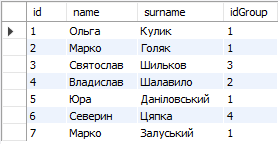 id name surname idGroup
1 Ольга Кулик 1
2 Марко Голяк 1
3 Святослав Шильков 3
4 Владислав Шалавило 2
5 Юра Даніловський 1
6 Северин Цяпка 4
7 Марко Залуський 1